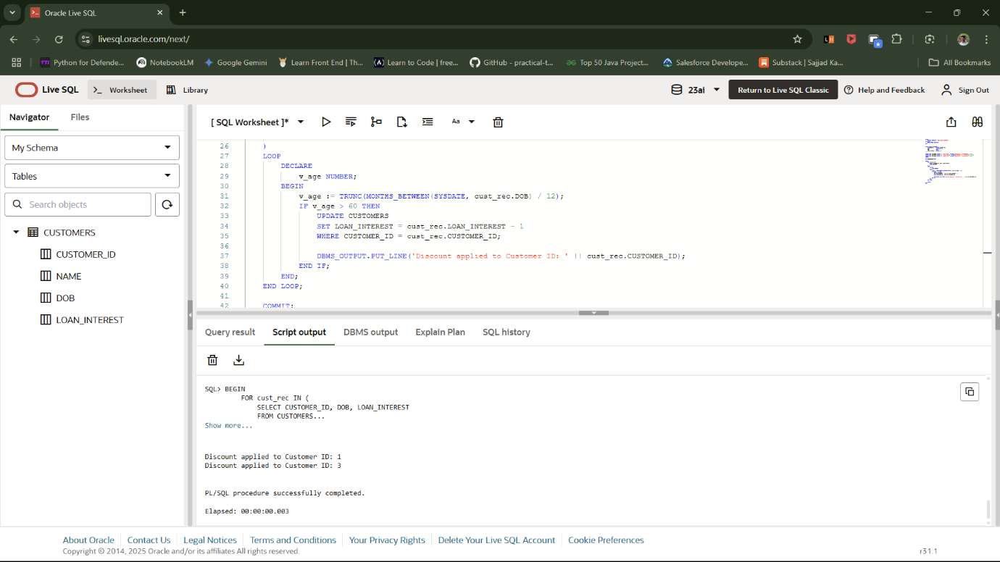 Oracle Live SQL
livesql.oracle.com/next/
Python for Defende...
NotebookLM
Google Gemini
Learn Front End | Th...
Learn to Code | free...
GitHub - practical-t...
Top 50 Java Project...
Salesforce Develope...
Substack | Sajjad Ka...
All Bookmarks
Live SQL
Worksheet
Library
23ai
Return to Live SQL Classic
Help and Feedback
Sign Out
Navigator
Files
My Schema
Tables
Search objects
CUSTOMERS
CUSTOMER_ID
NAME
DOB
LOAN_INTEREST
[ SQL Worksheet ]*
Aa
26 )
27 LOOP
28 DECLARE
29 v_age NUMBER;
30 BEGIN
31 v_age := TRUNC(MONTHS_BETWEEN(SYSDATE, cust_rec.DOB) / 12);
32 IF v_age > 60 THEN
33 UPDATE CUSTOMERS
34 SET LOAN_INTEREST = cust_rec.LOAN_INTEREST - 1
35 WHERE CUSTOMER_ID = cust_rec.CUSTOMER_ID;
36
37 DBMS_OUTPUT.PUT_LINE('Discount applied to Customer ID: ' || cust_rec.CUSTOMER_ID);
38 END IF;
39 END;
40 END LOOP;
41
42 COMMIT;
Query result
Script output
DBMS output
Explain Plan
SQL history
SQL> BEGIN
FOR cust_rec IN (
SELECT CUSTOMER_ID, DOB, LOAN_INTEREST
FROM CUSTOMERS...
Show more...
Discount applied to Customer ID: 1
Discount applied to Customer ID: 3
PL/SQL procedure successfully completed.
Elapsed: 00:00:00.003
About Oracle
Contact Us
Legal Notices
Terms and Conditions
Your Privacy Rights
Delete Your Live SQL Account
Cookie Preferences
Copyright © 2014, 2025 Oracle and/or its affiliates All rights reserved.
r31.1